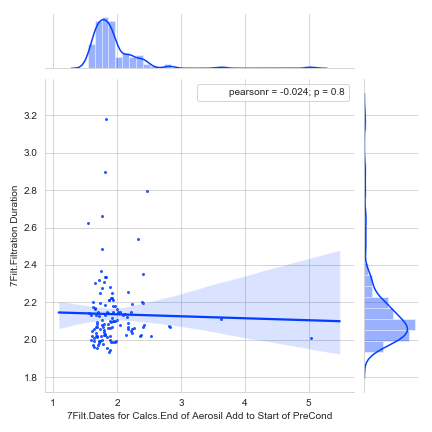 pearsonr = -0.024; p = 0.8
3.2
3.0
2.8
2.6
2.4
2.2
2.0
1.8
7Filt.Filtration Duration
1 2 3 4 5
7Filt.Dates for Calcs.End of Aerosil Add to Start of PreCond